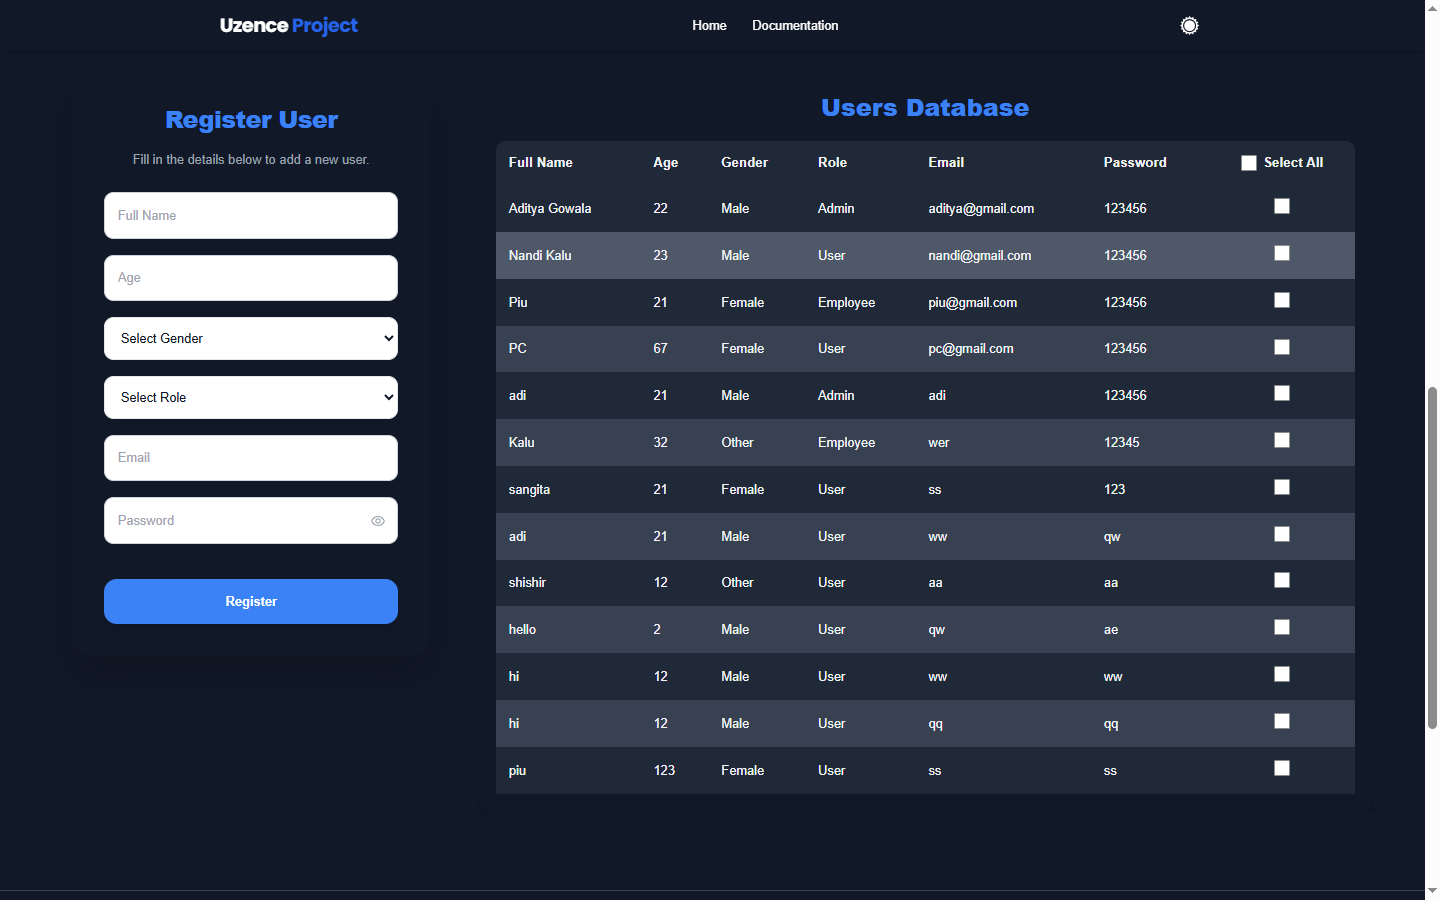 Uzence Project Home Documentation
Register User
Fill in the details below to add a new user.
Full Name
Age
Select Gender
Select Role
Email
Password
Register
Users Database
Full Name Age Gender Role Email Password Select All
Aditya Gowala 22 Male Admin aditya@gmail.com 123456
Nandi Kalu 23 Male User nandi@gmail.com 123456
Piu 21 Female Employee piu@gmail.com 123456
PC 67 Female User pc@gmail.com 123456
adi 21 Male Admin adi 123456
Kalu 32 Other Employee wer 12345
sangita 21 Female User ss 123
adi 21 Male User ww qw
shishir 12 Other User aa aa
hello 2 Male User qw ae
hi 12 Male User ww ww
hi 12 Male User qq qq
piu 123 Female User ss ss